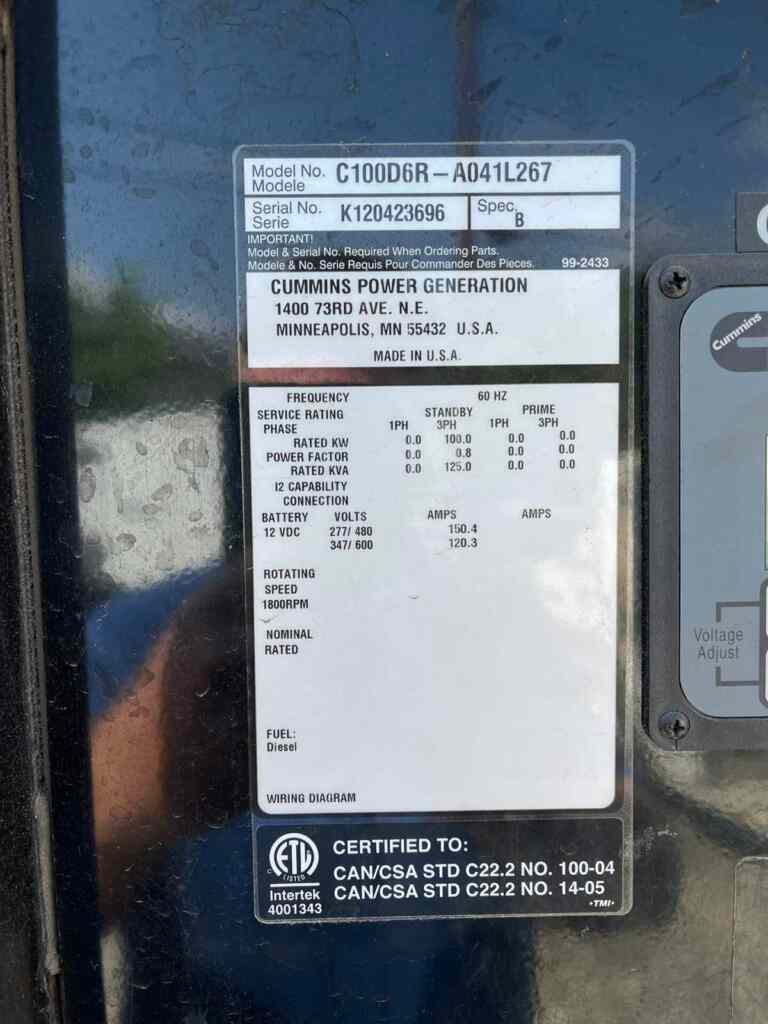 Model No. C100D6R-A041L267
Modele
Serial No. K120423696 Spec. B
Serie
IMPORTANT!
Model & Serial No. Required When Ordering Parts.
Modele & No. Serie Requis Pour Commander Des Pieces. 99-2433
CUMMINS POWER GENERATION
1400 73RD AVE. N.E.
MINNEAPOLIS, MN 55432 U.S.A.
MADE IN U.S.A.
FREQUENCY 60 HZ
SERVICE RATING STANDBY PRIME
PHASE 1PH 3PH 1PH 3PH
RATED KW 0.0 100.0 0.0 0.0
POWER FACTOR 0.0 0.8 0.0 0.0
RATED KVA 0.0 125.0 0.0 0.0
I2 CAPABILITY
CONNECTION
BATTERY VOLTS AMPS AMPS
12 VDC 277/ 480 150.4
347/ 600 120.3
ROTATING
SPEED
1800RPM
NOMINAL
RATED
FUEL:
Diesel
WIRING DIAGRAM
ETL
C LISTED
Intertek
4001343
CERTIFIED TO:
CAN/CSA STD C22.2 NO. 100-04
CAN/CSA STD C22.2 NO. 14-05
•TMI•
Cummins
Voltage
Adjust